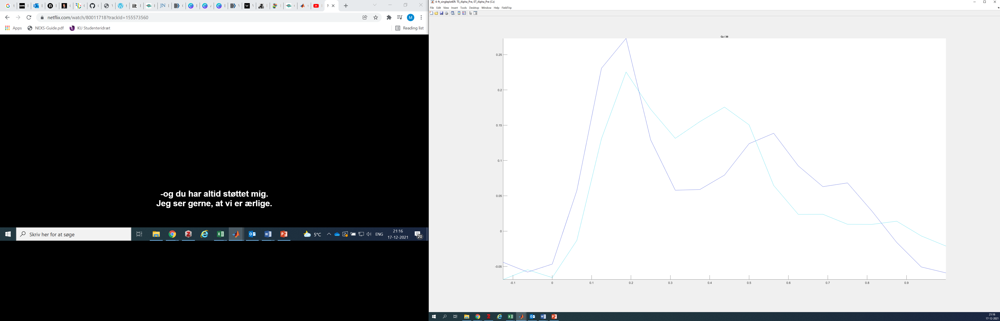 netflix.com/watch/80011718?trackId=155573560
Apps NEXS-Guide.pdf KU Studenteridræt Reading list
-og du har altid støttet mig.
Jeg ser gerne, at vi er ærlige.
Skriv her for at søge
5°C ENG
21:16
17-12-2021
20
4: ft_singleplotER: TS_Alpha_Pre, ET_Alpha_Pre (Cz)
File Edit View Insert Tools Desktop Window Help FieldTrip
Cz / 30
0.25
0.2
0.15
0.1
0.05
0
-0.05
-0.1 0 0.1 0.2 0.3 0.4 0.5 0.6 0.7 0.8 0.9
21:16
17-12-2021